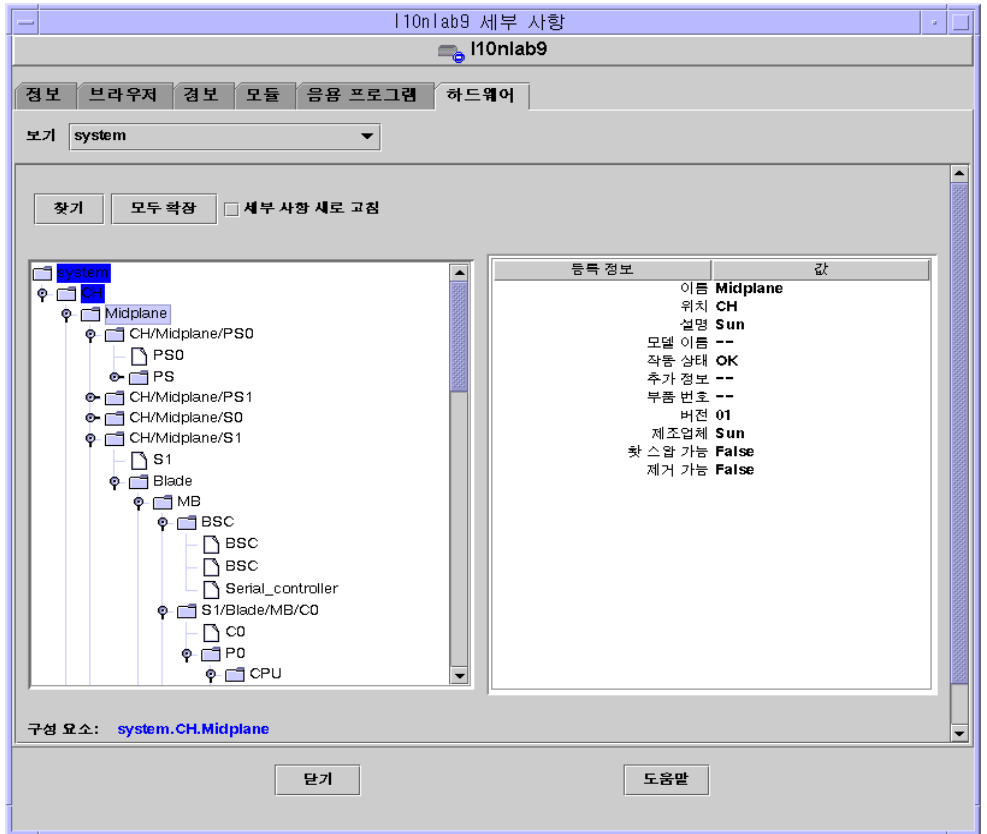 l10nlab9 세부 사항
l10nlab9
정보 브라우저 경보 모듈 응용 프로그램 하드웨어
보기 system
찾기 모두 확장 세부 사항 새로 고침
system
CH
Midplane
CH/Midplane/PS0
PS0
PS
CH/Midplane/PS1
CH/Midplane/S0
CH/Midplane/S1
S1
Blade
MB
BSC
BSC
BSC
Serial_controller
S1/Blade/MB/C0
C0
P0
CPU
등록 정보 값
이름 Midplane
위치 CH
설명 Sun
모델 이름 --
작동 상태 OK
추가 정보 --
부품 번호 --
버전 01
제조업체 Sun
핫 스왑 가능 False
제거 가능 False
구성 요소: system.CH.Midplane
닫기 도움말